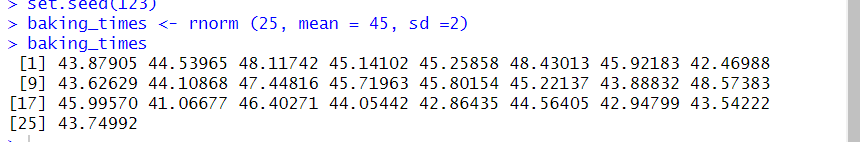 > set.seed(123)
> baking_times <- rnorm (25, mean = 45, sd =2)
> baking_times
[1] 43.87905 44.53965 48.11742 45.14102 45.25858 48.43013 45.92183 42.46988
[9] 43.62629 44.10868 47.44816 45.71963 45.80154 45.22137 43.88832 48.57383
[17] 45.99570 41.06677 46.40271 44.05442 42.86435 44.56405 42.94799 43.54222
[25] 43.74992
>